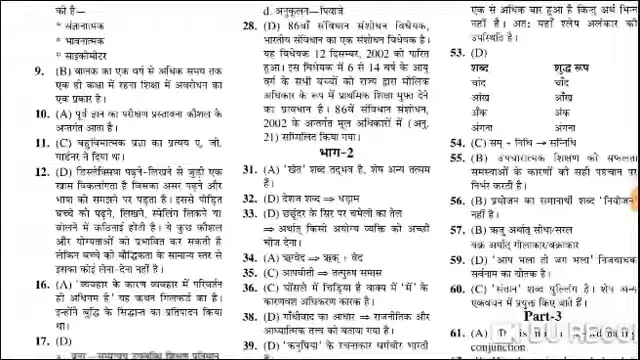 की है—
* संज्ञानात्मक
* भावनात्मक
* साइकोमोटर
9. (B) बालक का एक वर्ग से अधिक समय तक
एक ही कक्षा में रहना शिक्षा में अवरोधन का
एक प्रकार है।
10. (A) पूर्व ज्ञान का परीक्षण प्रस्तावना कौशल के
अन्तर्गत आता है।
11. (C) बहुविमात्मक प्रज्ञा का प्रत्यय ए. जी.
गार्डनर ने दिया था।
12. (D) डिस्लेक्सिया पढ़ने-लिखने से जुड़ी एक
खास विकलांगता है जिसका असर पढ़ने और
भाषा को समझने पर पड़ता है। इससे पीड़ित
बच्चे को पढ़ने, लिखने, स्पेलिंग लिखने या
बोलने में कठिनाई होती है। ये कुछ कौशल
और योग्यताओं को प्रभावित कर सकती है
लेकिन बच्चे की बौद्धिकता के सामान्य स्तर से
इसका कोई लेना-देना नहीं है।
16. (A) 'व्यवहार के कारण व्यवहार में परिवर्तन
ही अधिगम है' यह कथन गिलफर्ड का है।
इन्होंने बुद्धि के सिद्धान्त का प्रतिपादन किया
था।
17. (D)
d. अनुकूलन—पियाजे
28. (D) 86वाँ संविधान संशोधन विधेयक,
भारतीय संविधान का एक संशोधन विधेयक है।
यह विधेयक 12 दिसम्बर, 2002 को पारित
हुआ। इस विधेयक में 6 से 14 वर्ष के आयु
वर्ग के सभी बच्चों को राज्य द्वारा मौलिक
अधिकार के रूप में प्राथमिक शिक्षा मुफ्त देने
का प्रावधान है। 86वें संविधान संशोधन,
2002 के अन्तर्गत मूल अधिकारों में (अनु.
21) सम्मिलित किया गया।
भाग-2
31. (A) 'खेत' तद्भव है, शेष अन्य तत्सम
हैं।
32. (D) देशज शब्द ⇒ धड़ाम
33. (D) छछूंदर के सिर पर चमेली का तेल
⇒ अर्थात् किसी अयोग्य व्यक्ति को अच्छी
चीज देना।
34. (A) ऋग्वेद ⇒ ऋक् + वेद
35. (C) आपबीती ⇒ तत्पुरुष समास
36. (C) घोंसले में चिड़िया है वाक्य में 'में' के
कारणवश अधिकरण कारक है।
38. (D) गाँधीवाद का आधार ⇒ राजनीतिक और
आध्यात्मिक तत्त्व को बताया गया है।
39. (D) 'कनुप्रिया' के रचनाकार धर्मवीर भारती
एक से अधिक बार हुआ है किन्तु अर्थ भिन्न
नहीं है। अतः यहाँ श्लेष अलंकार की
उपस्थिति है।
53. (D)
शब्द शुद्ध रूप
चांद चाँद
आंख आँख
अँक अंक
अंगना अंगना
54. (C) सम् + निधि → सन्निधि
55. (B) उपचारात्मक शिक्षण की सफलता
समस्याओं के कारणों की सही पहचान पर
निर्भर करती है।
56. (B) प्रयोजन का समानार्थी शब्द 'नियोजन'
नहीं है।
57. (B) ऋजु अर्थात् सीधा/सरल
वक्र अर्थात् गोलाकार/वक्राकार
59. (D) 'आप भला तो जग भला' निजवाचक
सर्वनाम का द्योतक है।
60. (C) 'संतान' शब्द पुल्लिंग है। शेष अन्य
एकवचन में प्रयुक्त किए जाते हैं।
Part-3
61. (A)
conjunction.